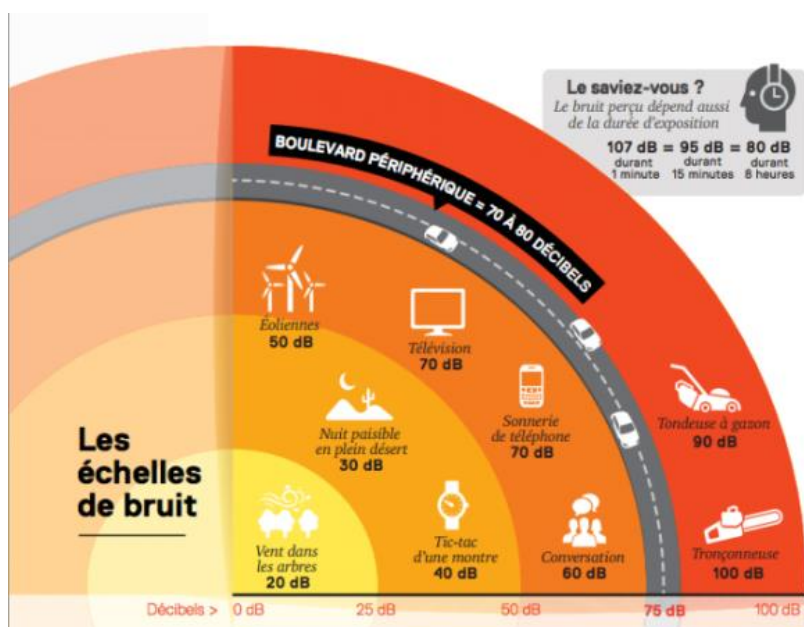 Le saviez-vous ?
Le bruit perçu dépend aussi
de la durée d'exposition
107 dB = 95 dB = 80 dB
durant durant durant
1 minute 15 minutes 8 heures
BOULEVARD PÉRIPHÉRIQUE = 70 À 80 DÉCIBELS
Éoliennes
50 dB
Télévision
70 dB
Nuit paisible
en plein désert
30 dB
Sonnerie
de téléphone
70 dB
Tondeuse à gazon
90 dB
Les
échelles
de bruit
Vent dans
les arbres
20 dB
Tic-tac
d'une montre
40 dB
Conversation
60 dB
Tronçonneuse
100 dB
Décibels > 0 dB 25 dB 50 dB 75 dB 100 dB